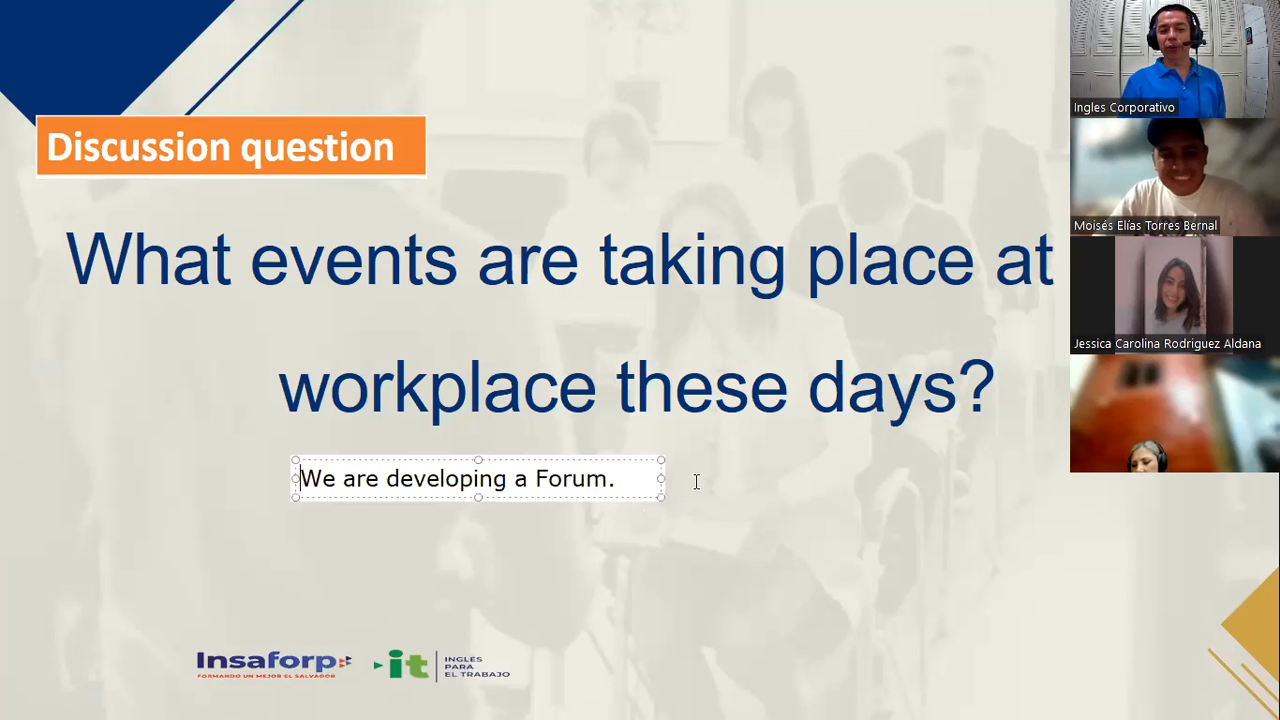 Discussion question
What events are taking place at
workplace these days?
We are developing a Forum.
Insaforp
FORMANDO UN MEJOR EL SALVADOR
it
INGLÉS
PARA
EL TRABAJO
Ingles Corporativo
Moisés Elías Torres Bernal
Jessica Carolina Rodriguez Aldana